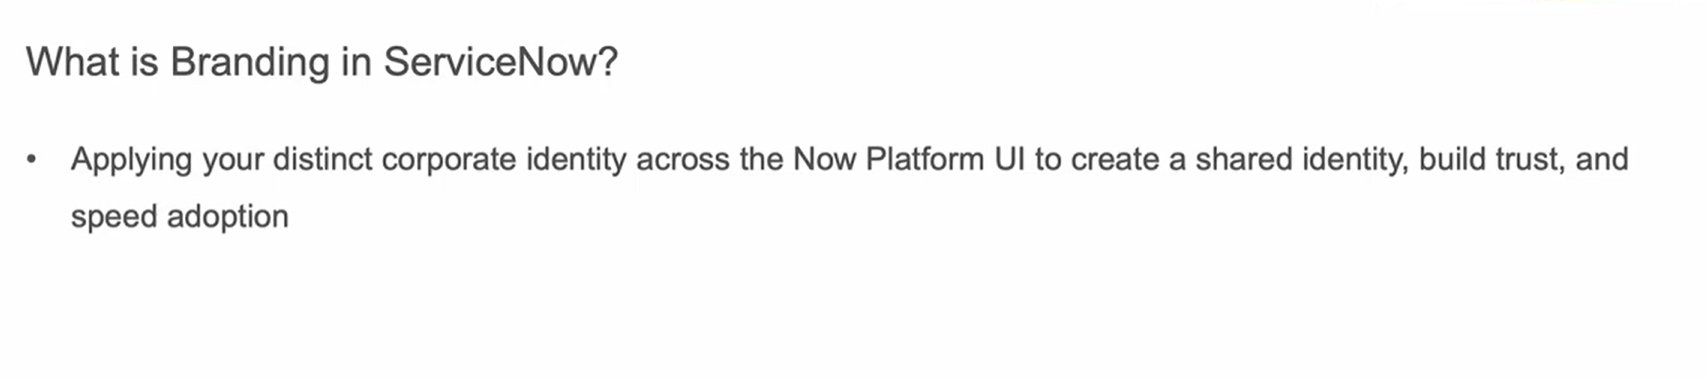 What is Branding in ServiceNow?
• Applying your distinct corporate identity across the Now Platform UI to create a shared identity, build trust, and
speed adoption